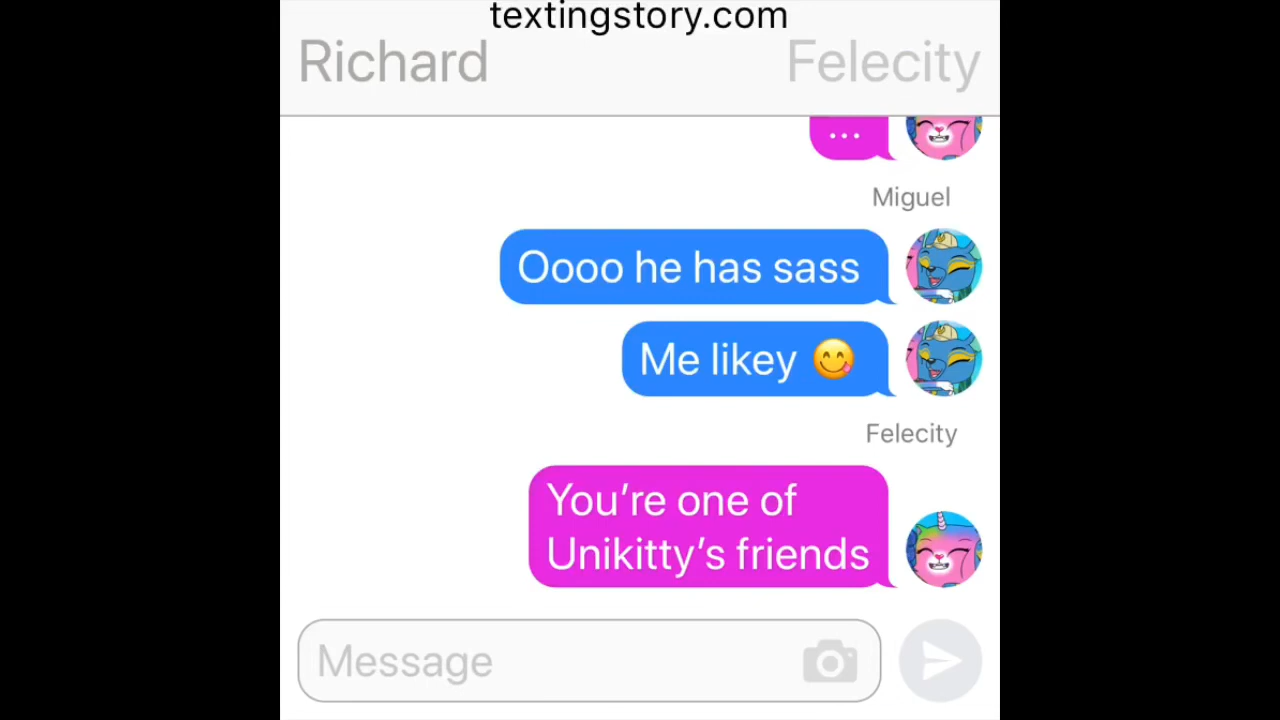 textingstory.com
Richard
Felecity
...
Miguel
Oooo he has sass
Me likey 😋
Felecity
You’re one of
Unikitty’s friends
Message